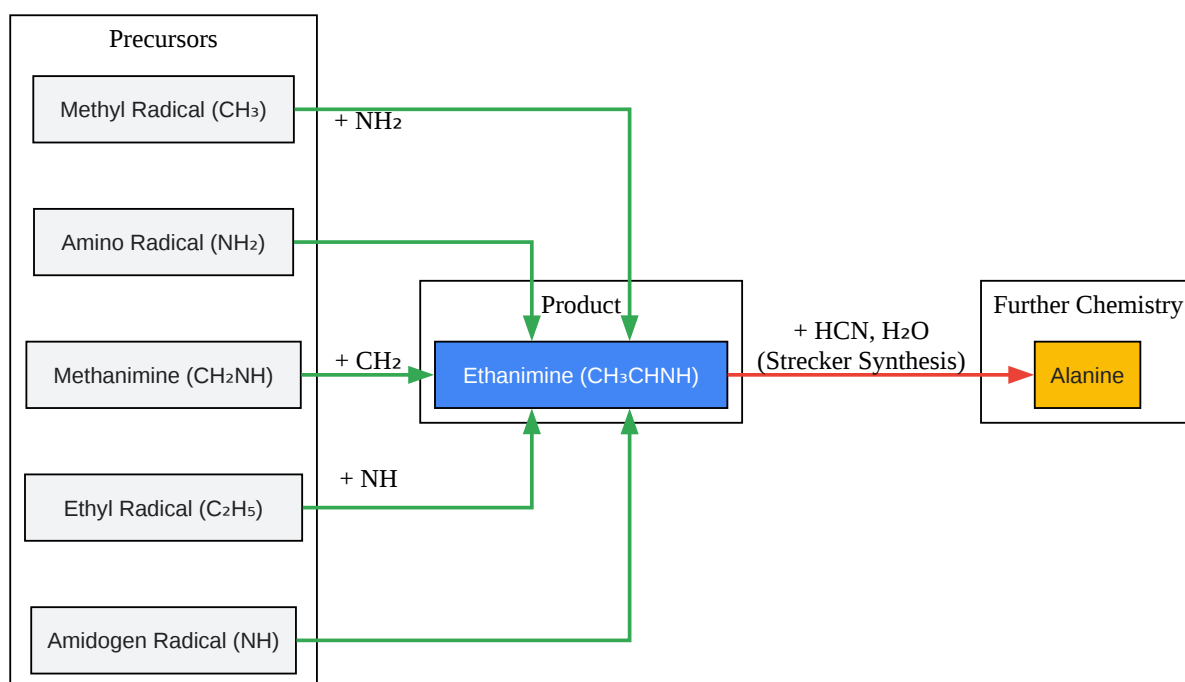 Precursors
Methyl Radical (CH₃)
+ NH₂
Amino Radical (NH₂)
Product
Further Chemistry
+ HCN, H₂O
(Strecker Synthesis)
Methanimine (CH₂NH)
+ CH₂
Ethanimine (CH₃CHNH)
Alanine
Ethyl Radical (C₂H₅)
+ NH
Amidogen Radical (NH)